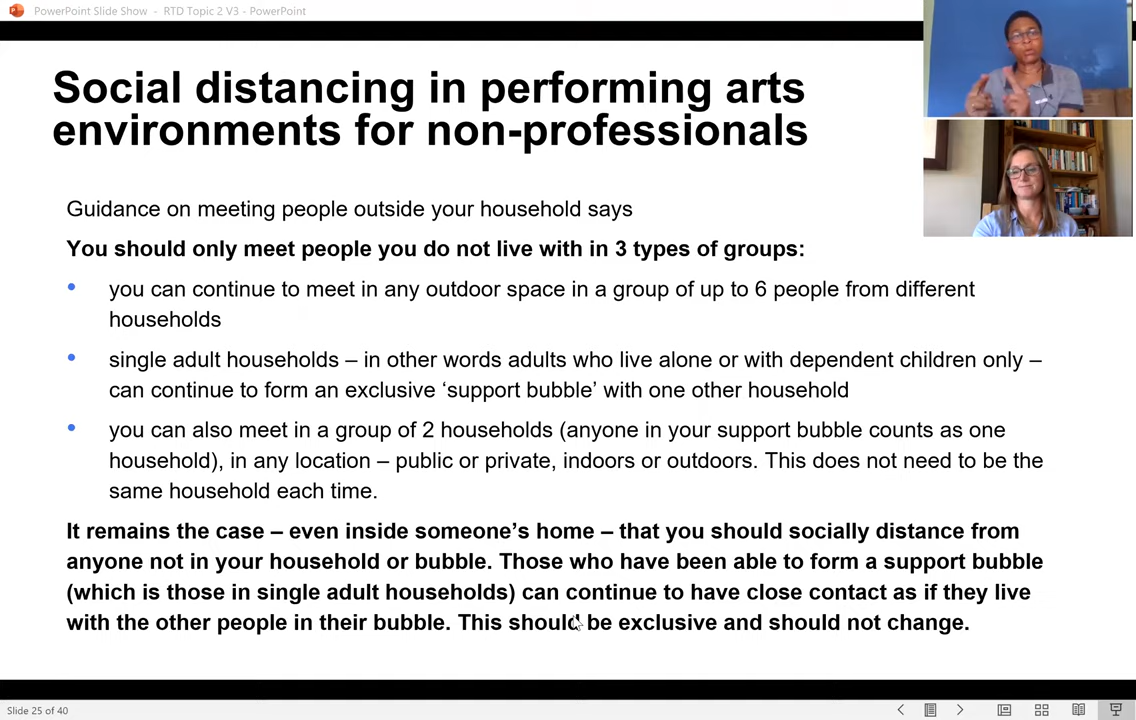 PowerPoint Slide Show - RTD Topic 2 V3 - PowerPoint
Social distancing in performing arts
environments for non-professionals
Guidance on meeting people outside your household says
You should only meet people you do not live with in 3 types of groups:
• you can continue to meet in any outdoor space in a group of up to 6 people from different
households
• single adult households – in other words adults who live alone or with dependent children only –
can continue to form an exclusive ‘support bubble’ with one other household
• you can also meet in a group of 2 households (anyone in your support bubble counts as one
household), in any location – public or private, indoors or outdoors. This does not need to be the
same household each time.
It remains the case – even inside someone’s home – that you should socially distance from
anyone not in your household or bubble. Those who have been able to form a support bubble
(which is those in single adult households) can continue to have close contact as if they live
with the other people in their bubble. This should be exclusive and should not change.
Slide 25 of 40